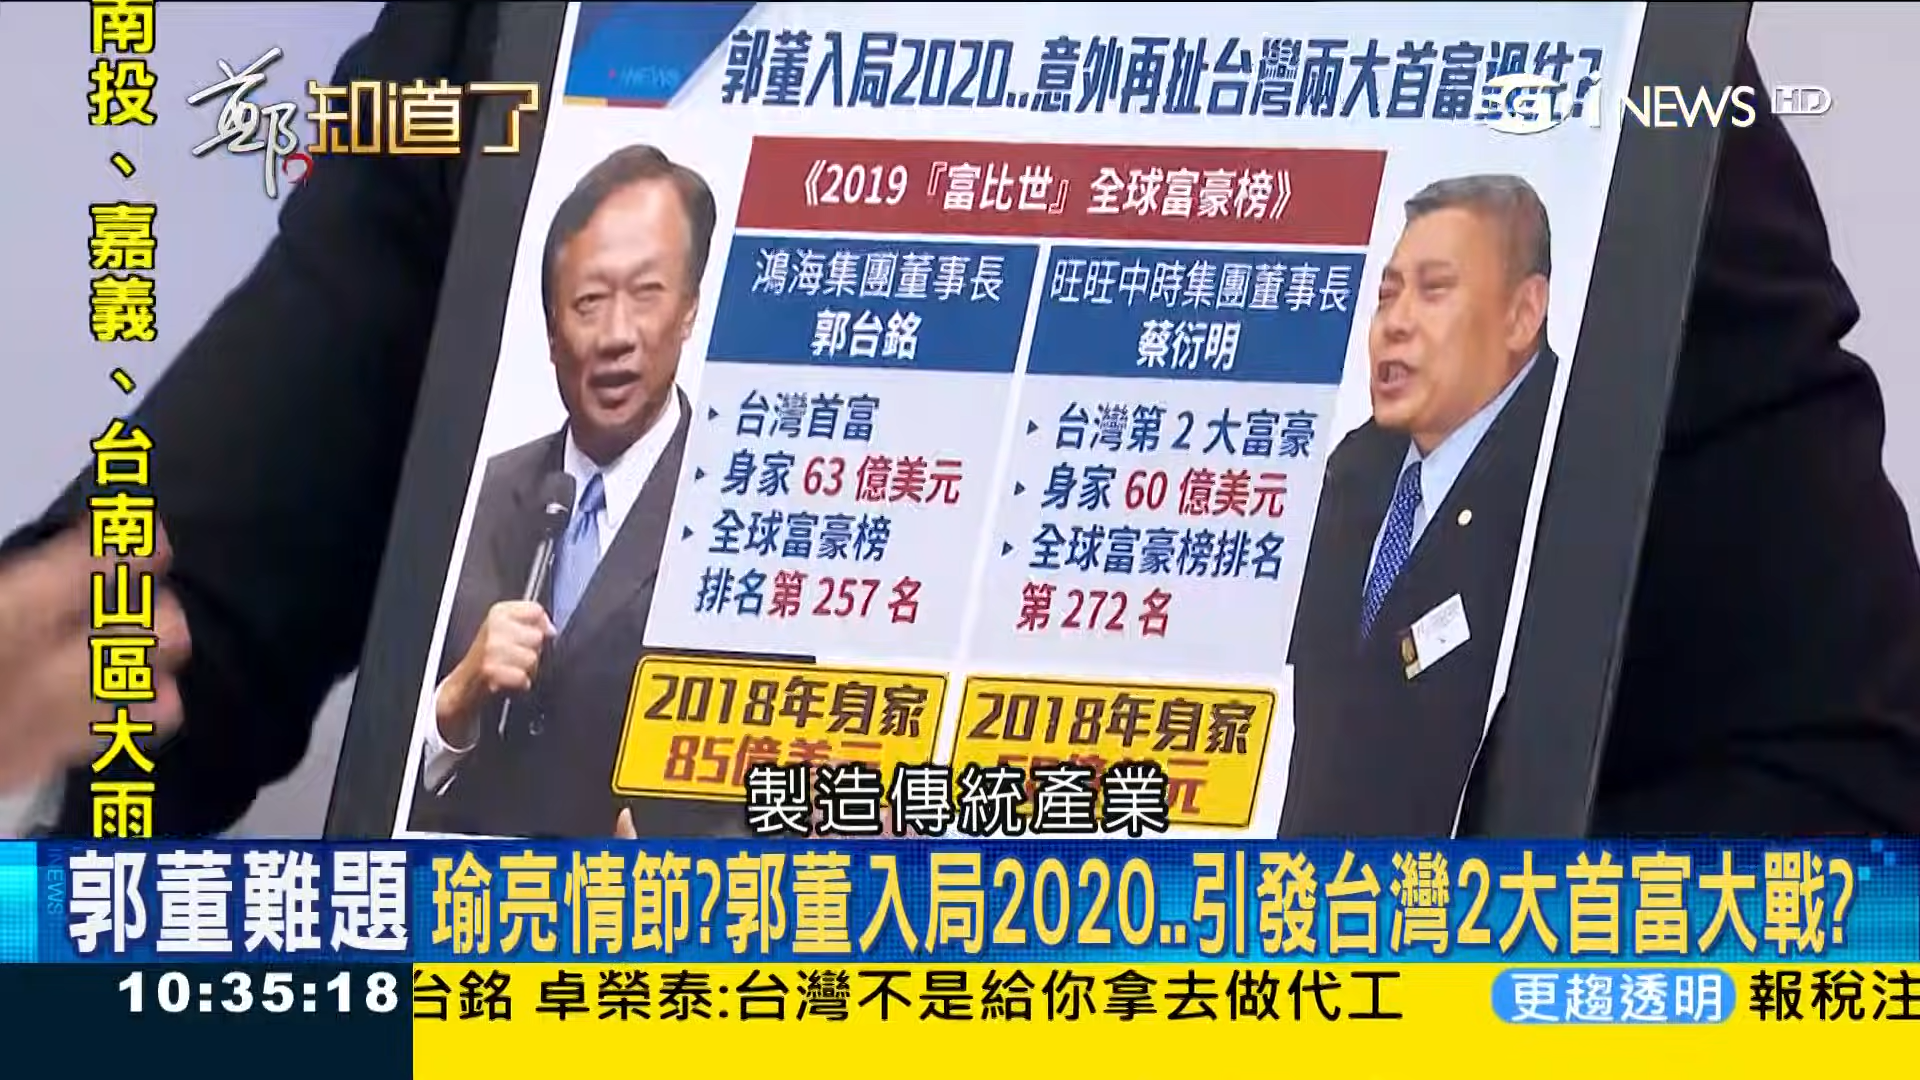 南投、嘉義、台南山區大雨
鄭知道了
iNEWS
郭董入局2020..意外再扯台灣兩大首富
iNEWS HD
《2019『富比世』全球富豪榜》
鴻海集團董事長
郭台銘
台灣首富
身家 63 億美元
全球富豪榜
排名第 257 名
旺旺中時集團董事長
蔡衍明
台灣第 2 大富豪
身家 60 億美元
全球富豪榜排名
第 272 名
2018年身家
85億美元
2018年身家
元
製造傳統產業
iNEWS
郭董難題
瑜亮情節?郭董入局2020..引發台灣2大首富大戰?
10:35:18
台銘 卓榮泰:台灣不是給你拿去做代工
更趨透明 報稅注